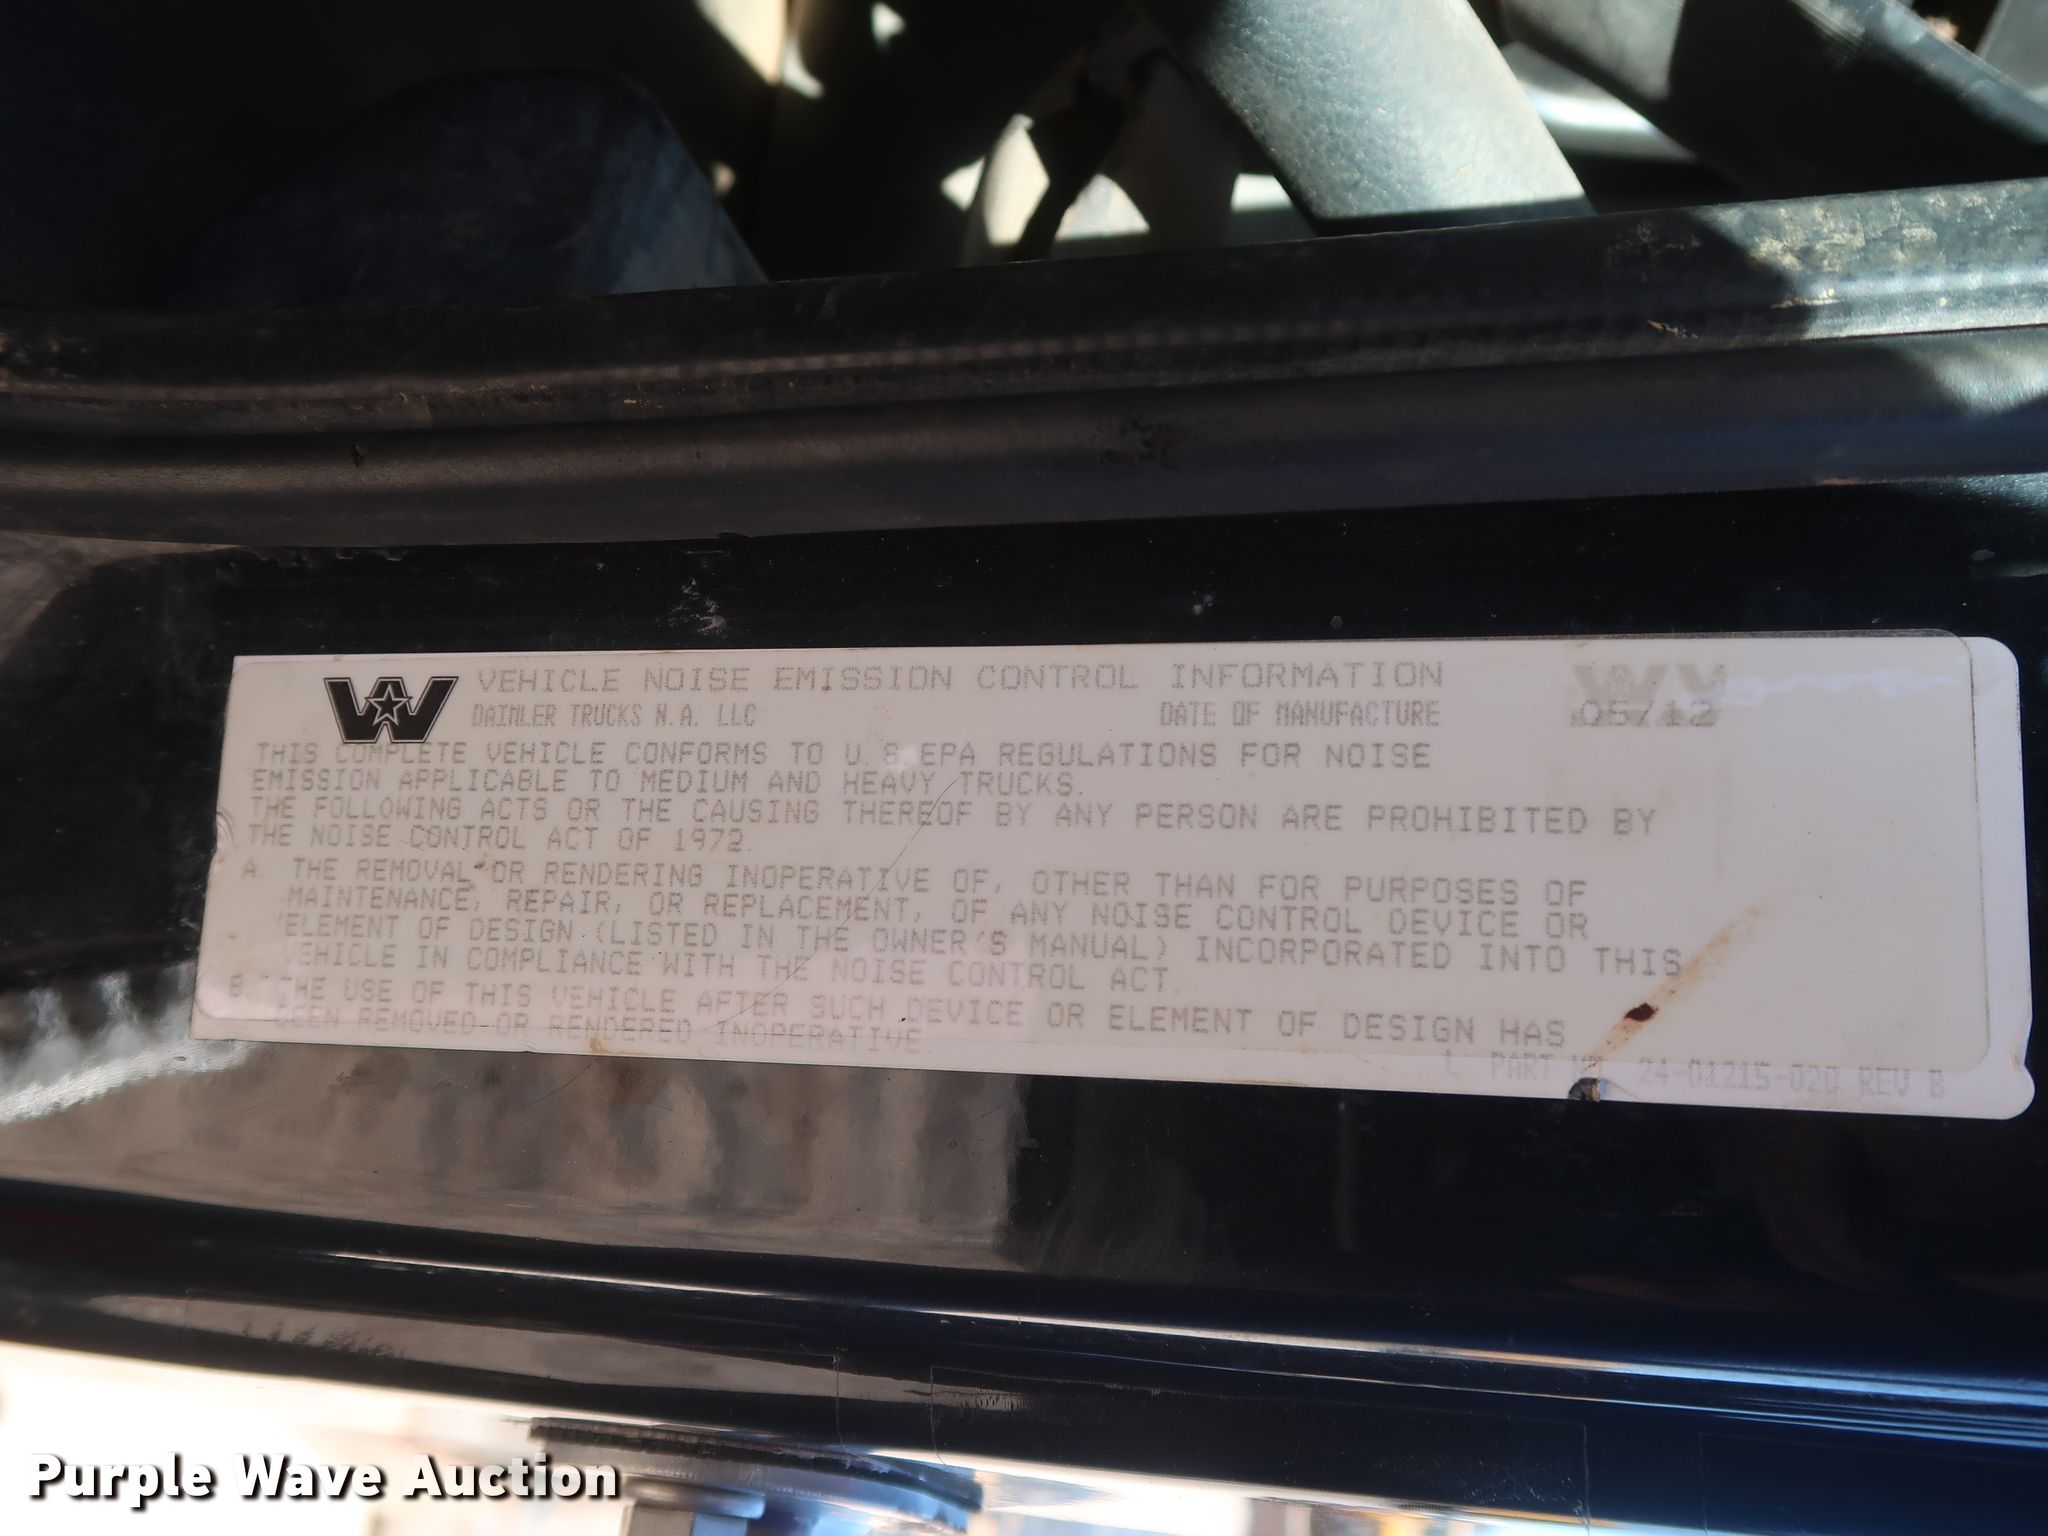 VEHICLE NOISE EMISSION CONTROL INFORMATION
DAIMLER TRUCKS N.A. LLC DATE OF MANUFACTURE 05/12
THIS COMPLETE VEHICLE CONFORMS TO U.S EPA REGULATIONS FOR NOISE
EMISSION APPLICABLE TO MEDIUM AND HEAVY TRUCKS.
THE FOLLOWING ACTS OR THE CAUSING THEREOF BY ANY PERSON ARE PROHIBITED BY
THE NOISE CONTROL ACT OF 1972.
A. THE REMOVAL OR RENDERING INOPERATIVE OF, OTHER THAN FOR PURPOSES OF
MAINTENANCE, REPAIR, OR REPLACEMENT, OF ANY NOISE CONTROL DEVICE OR
ELEMENT OF DESIGN (LISTED IN THE OWNER'S MANUAL) INCORPORATED INTO THIS
VEHICLE IN COMPLIANCE WITH THE NOISE CONTROL ACT.
B. THE USE OF THIS VEHICLE AFTER SUCH DEVICE OR ELEMENT OF DESIGN HAS
BEEN REMOVED OR RENDERED INOPERATIVE.
PART 24-01215-020 REV B
Purple Wave Auction